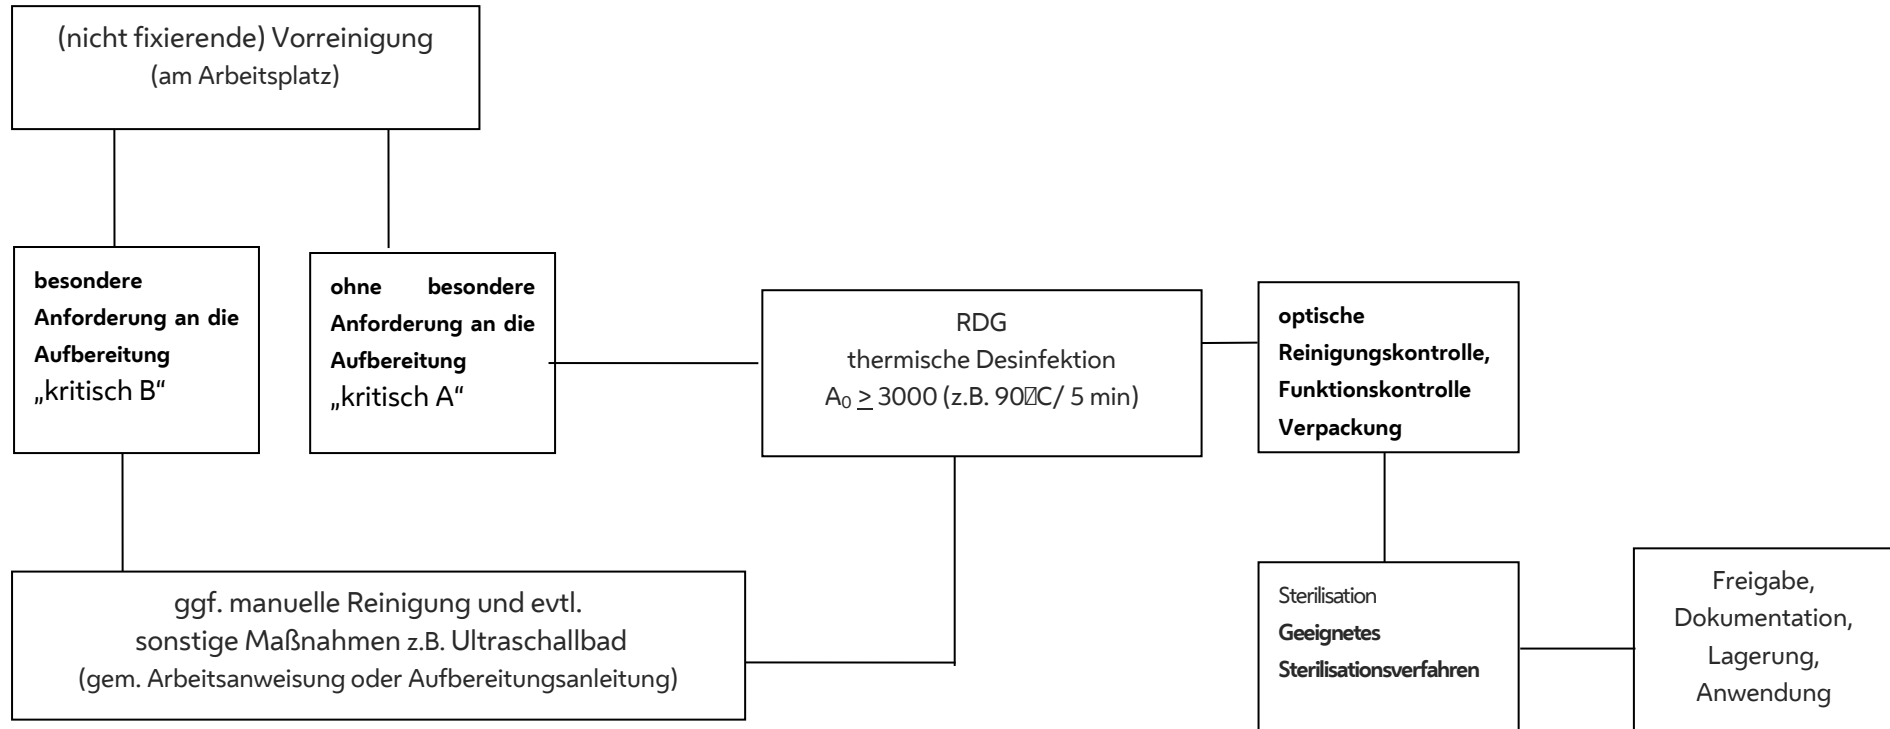 (nicht fixierende) Vorreinigung
(am Arbeitsplatz)
besondere
Anforderung an die
Aufbereitung
„kritisch B“
ohne besondere
Anforderung an die
Aufbereitung
„kritisch A“
RDG
thermische Desinfektion
A₀ ≥ 3000 (z.B. 90▯C/ 5 min)
optische
Reinigungskontrolle,
Funktionskontrolle
Verpackung
ggf. manuelle Reinigung und evtl.
sonstige Maßnahmen z.B. Ultraschallbad
(gem. Arbeitsanweisung oder Aufbereitungsanleitung)
Sterilisation
Geeignetes
Sterilisationsverfahren
Freigabe,
Dokumentation,
Lagerung,
Anwendung